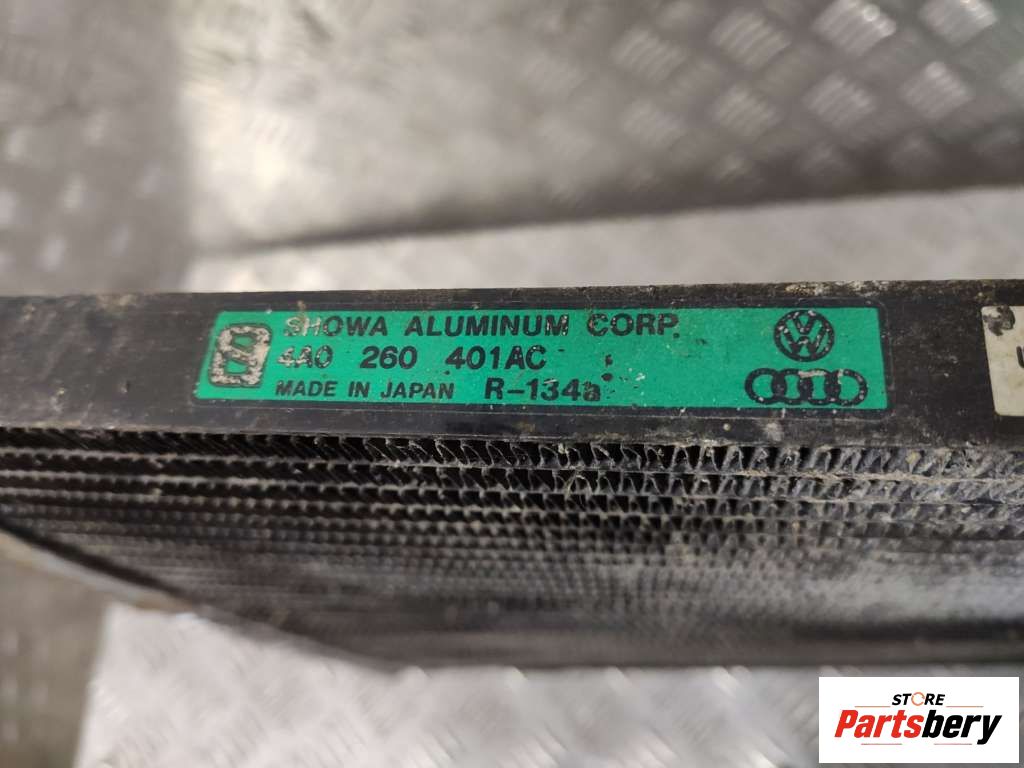 SHOWA ALUMINUM CORP.
4A0 260 401AC
MADE IN JAPAN R-134a
STORE
Partsbery